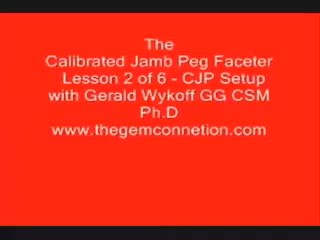 The
Calibrated Jamb Peg Faceter
Lesson 2 of 6 - CJP Setup
with Gerald Wykoff GG CSM
Ph.D
www.thegemconnetion.com